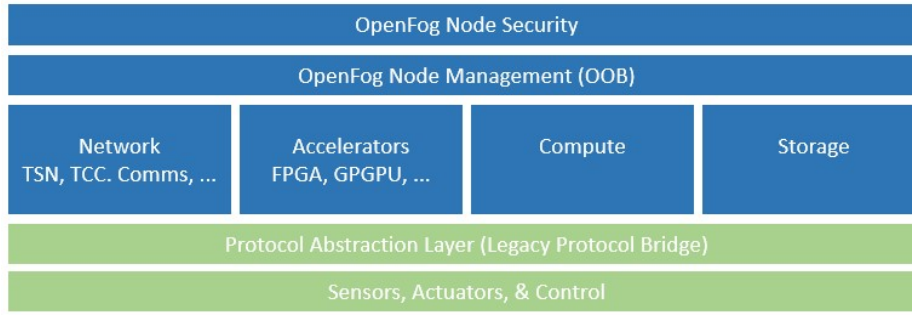 OpenFog Node Security
OpenFog Node Management (OOB)
Network
TSN, TCC. Comms, ...
Accelerators
FPGA, GPGPU, ...
Compute
Storage
Protocol Abstraction Layer (Legacy Protocol Bridge)
Sensors, Actuators, & Control